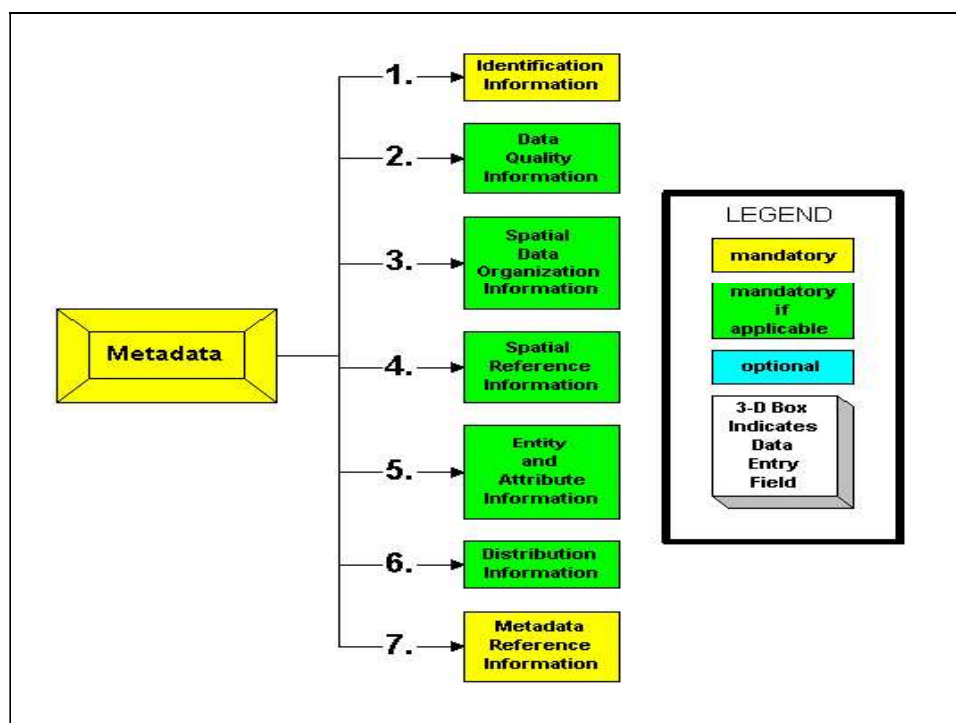 Metadata
1.
Identification
Information
2.
Data
Quality
Information
3.
Spatial
Data
Organization
Information
4.
Spatial
Reference
Information
5.
Entity
and
Attribute
Information
6.
Distribution
Information
7.
Metadata
Reference
Information
LEGEND
mandatory
mandatory
if
applicable
optional
3-D Box
Indicates
Data
Entry
Field